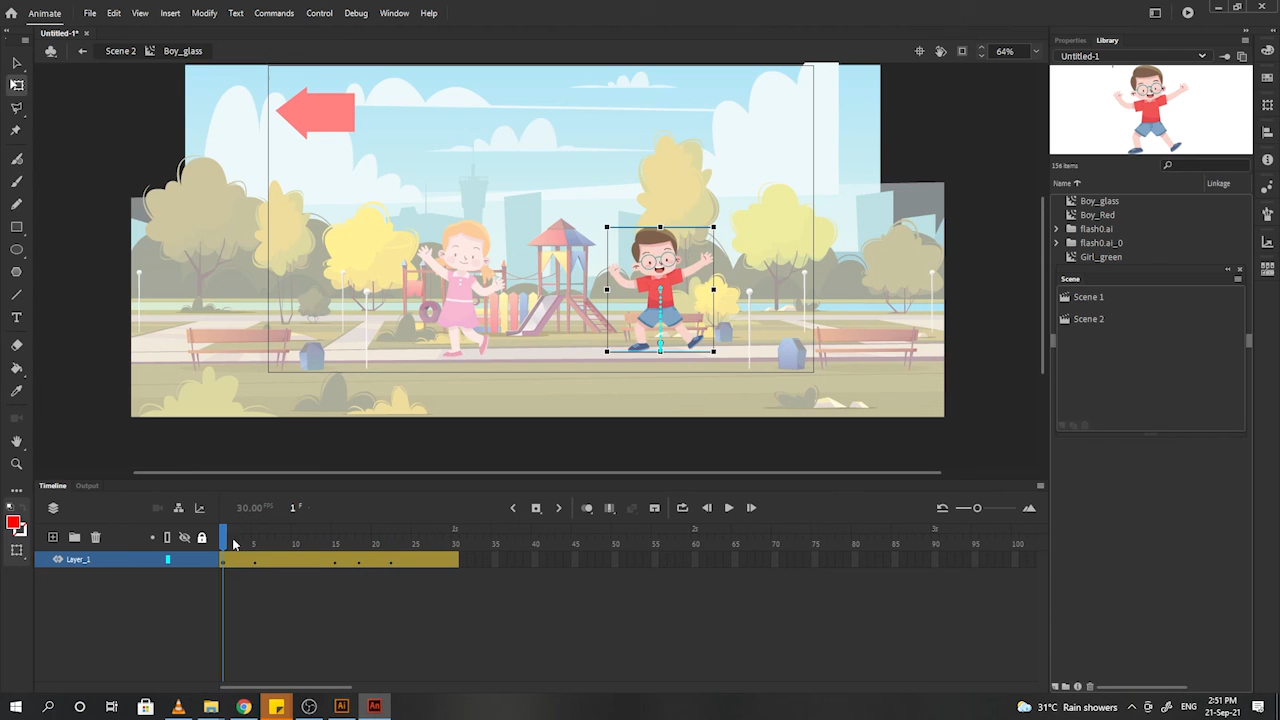 Animate File Edit View Insert Modify Text Commands Control Debug Window Help
Untitled-1* ×
Scene 2 Boy_glass 64%
Properties Library
Untitled-1
156 items
Name Linkage
Boy_glass
Boy_Red
flash0.ai
flash0.ai_0
Girl_green
Scene
Scene 1
Scene 2
Timeline Output
30.00 FPS 1 F
1s 2s 3s
5 10 15 20 25 30 35 40 45 50 55 60 65 70 75 80 85 90 95 100
Layer_1
31°C Rain showers ENG 2:51 PM
21-Sep-21